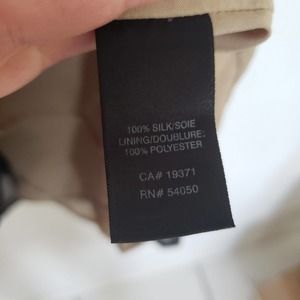 100% SILK/SOIE
LINING/DOUBLURE:
100% POLYESTER
CA# 19371
RN# 54050